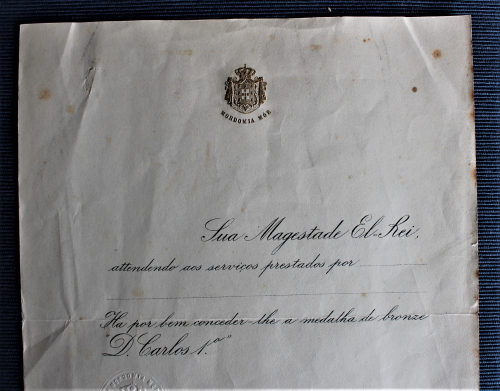 MORDOMIA MÓR
Sua Magestade El-Rei,
attendendo aos serviços prestados por
Ha por bem conceder-lhe a medalha de bronze
"D. Carlos 1.º"